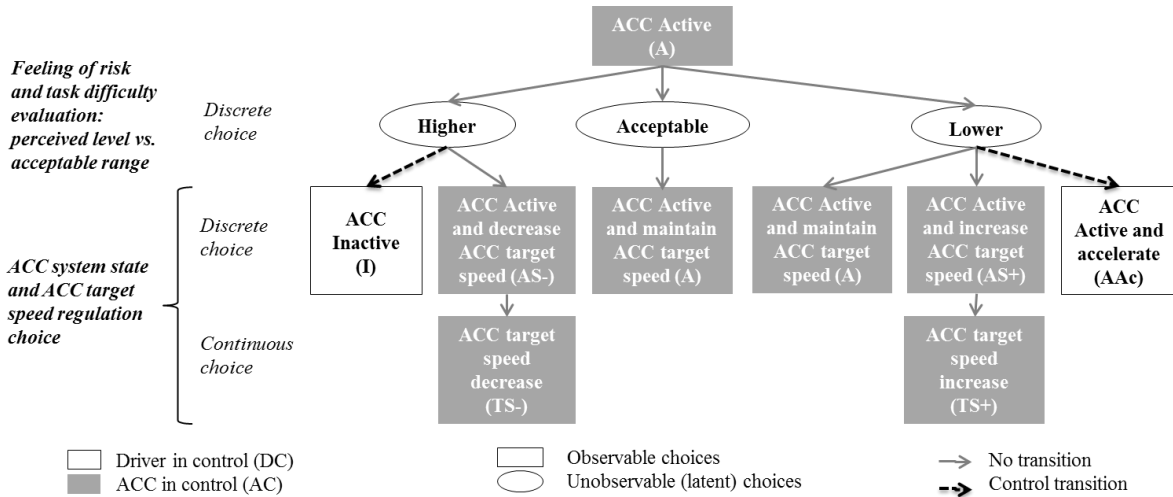 ACC Active
(A)
Feeling of risk
and task difficulty
evaluation:
perceived level vs.
acceptable range
Discrete
choice
Higher
Acceptable
Lower
ACC system state
and ACC target
speed regulation
choice
Discrete
choice
ACC
Inactive
(I)
ACC Active
and decrease
ACC target
speed (AS-)
ACC Active
and maintain
ACC target
speed (A)
ACC Active
and maintain
ACC target
speed (A)
ACC Active
and increase
ACC target
speed (AS+)
ACC
Active and
accelerate
(AAc)
Continuous
choice
ACC target
speed
decrease
(TS-)
ACC target
speed
increase
(TS+)
Driver in control (DC)
ACC in control (AC)
Observable choices
Unobservable (latent) choices
No transition
Control transition